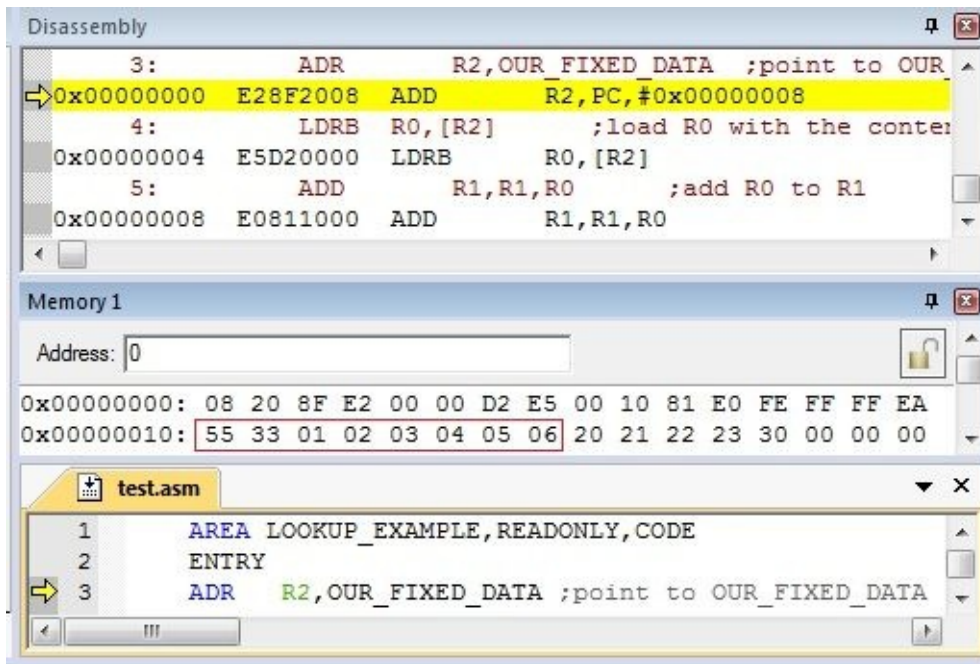 Disassembly
3: ADR R2,OUR_FIXED_DATA ;point to OUR_
0x00000000 E28F2008 ADD R2,PC,#0x00000008
4: LDRB R0,[R2] ;load R0 with the conten
0x00000004 E5D20000 LDRB R0,[R2]
5: ADD R1,R1,R0 ;add R0 to R1
0x00000008 E0811000 ADD R1,R1,R0
Memory 1
Address: 0
0x00000000: 08 20 8F E2 00 00 D2 E5 00 10 81 E0 FE FF FF EA
0x00000010: 55 33 01 02 03 04 05 06 20 21 22 23 30 00 00 00
test.asm
1 AREA LOOKUP_EXAMPLE,READONLY,CODE
2 ENTRY
3 ADR R2,OUR_FIXED_DATA ;point to OUR_FIXED_DATA